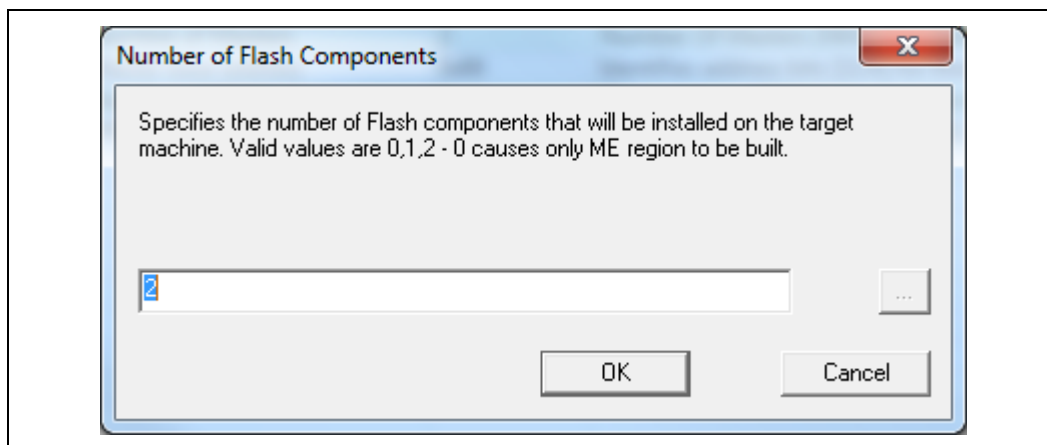 Number of Flash Components
Specifies the number of Flash components that will be installed on the target
machine. Valid values are 0,1,2 - 0 causes only ME region to be built.
2
...
OK
Cancel